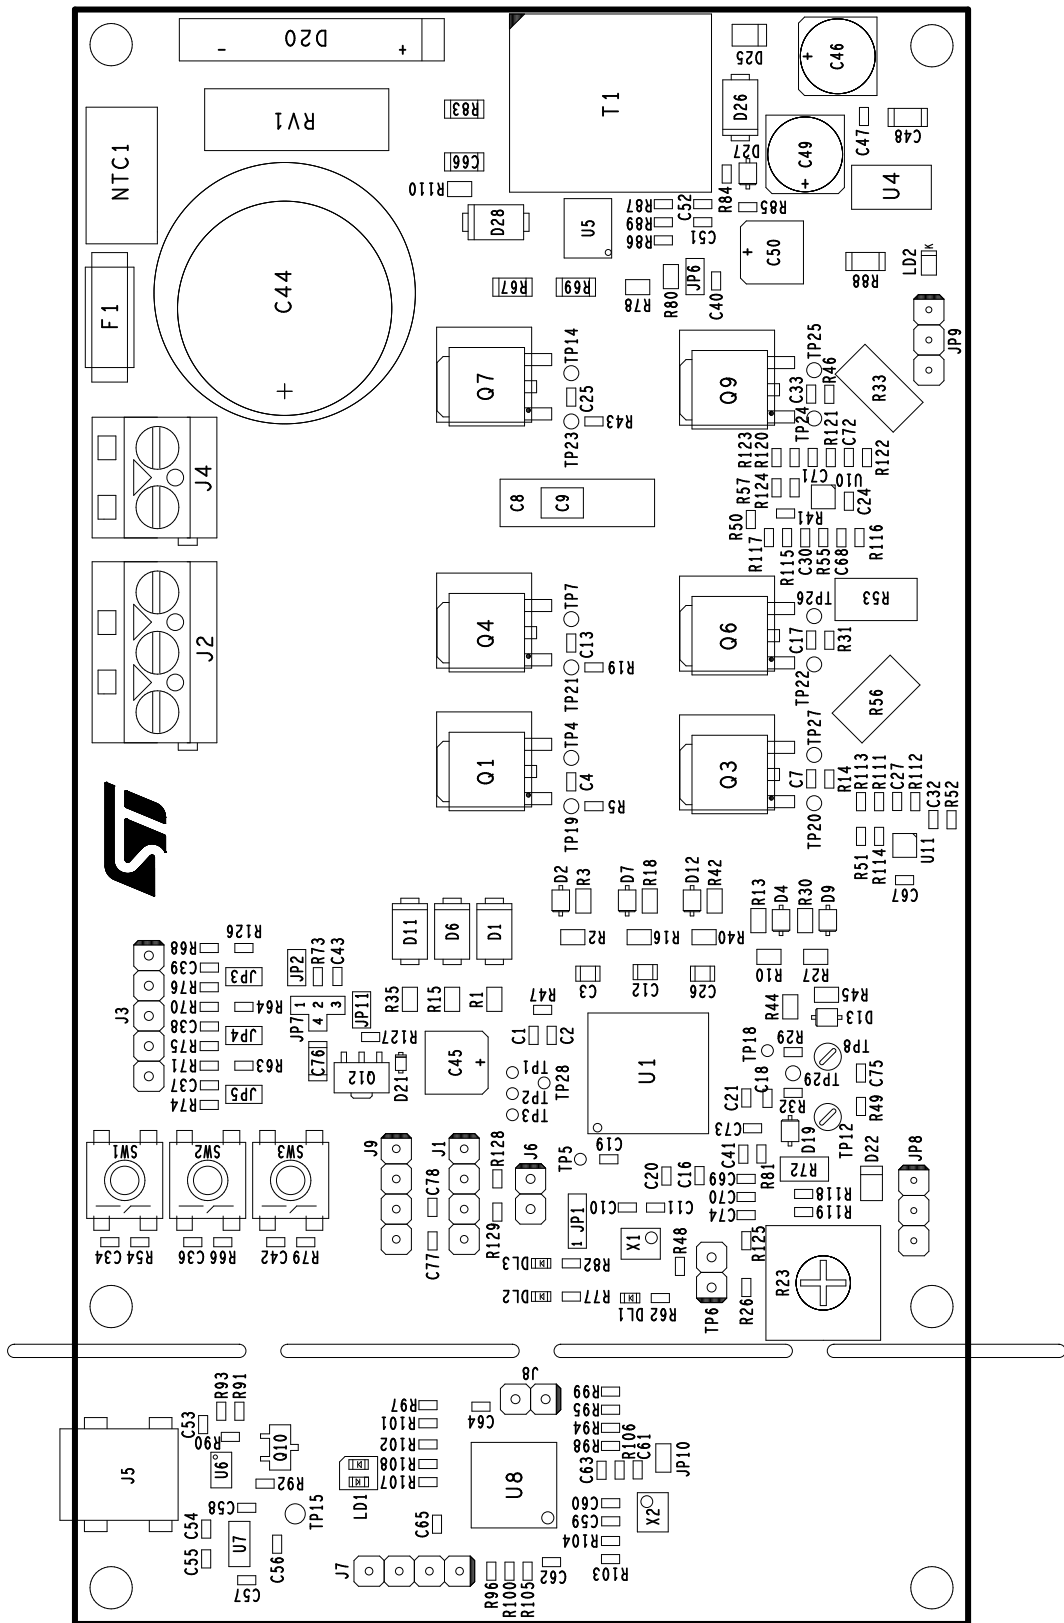 - D20 +
D25
+ C46
RV1
R83
T1
D26
C47
C48
NTC1
C66
D27
C49
+
R110
R84
U4
D28
U5
R87
R89
R86
C52
C51
R85
+ C50
C44
+
F1
R67
R69
R78
R80
JP6
C40
R88
LD2
K
JP9
Q7
TP14
C25
R43
TP23
Q9
TP25
C33
R46
TP24
R33
J4
C8
C9
R123
R120
R121
C72
R122
R57
R124
C71
U10
C24
R50
R41
R117
R115
C30
R55
C68
R116
J2
Q4
TP7
C13
R19
TP21
Q6
TP26
C17
R31
TP22
R53
R56
Q1
TP4
C4
R5
TP19
Q3
TP27
C7
R14
TP20
R113
R111
C27
R112
C32
R52
R51
R114
U11
C67
ST
D2
R3
D7
R18
D12
R42
R13
D4
R30
D9
D11
D6
D1
R2
R16
R40
R10
R27
C3
C12
C26
J3
R68
C39
R76
R70
C38
R75
R71
C37
R74
R126
JP3
R64
JP4
R63
JP5
JP2
R73
C43
JP7
1 2 3
4
JP11
R127
C76
Q12
D21
R35
R15
R1
R47
C45
+
C1
C2
TP1
TP2
TP3
TP28
U1
R44
R45
D13
TP18
R29
TP8
TP29
C75
C21
C18
R32
R49
TP12
C73
D19
D22
SW1
SW2
SW3
J9
J1
R128
J6
TP5
C19
C41
R81
R72
JP8
C78
C77
R129
C20
C16
C69
C70
C74
R118
R119
C10
C11
JP1
1
X1
R48
R125
C34
R54
C36
R66
C42
R79
DL3
R82
DL2
R77
DL1
R62
TP6
R26
R23
J5
C53
R93
R91
R90
U6
Q10
R92
C58
C54
C55
U7
C56
C57
TP15
R97
R101
R102
R108
R107
LD1
C65
C64
J8
U8
R99
R95
R94
R98
R106
C61
C63
JP10
C60
C59
R104
R103
X2
J7
R96
R100
R105
C62